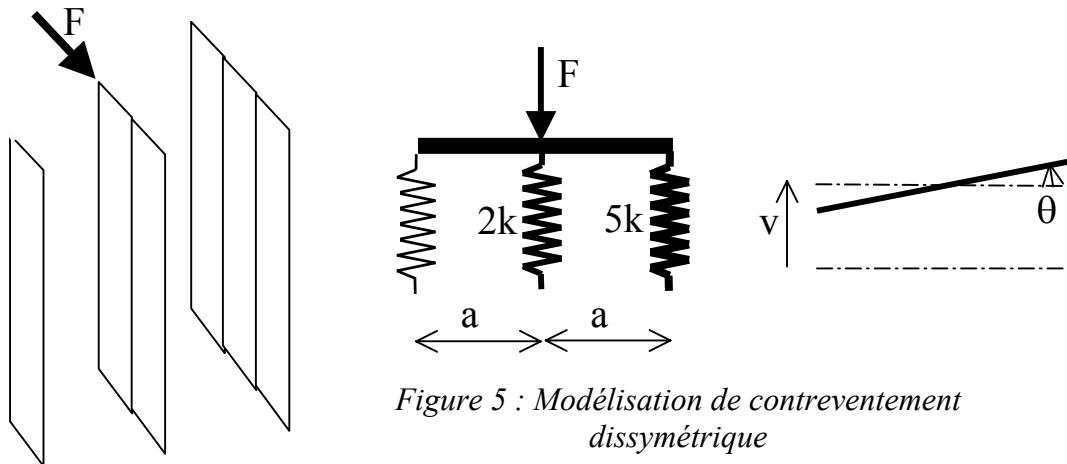 F
F
2k
5k
v
θ
a
a
Figure 5 : Modélisation de contreventement
dissymétrique